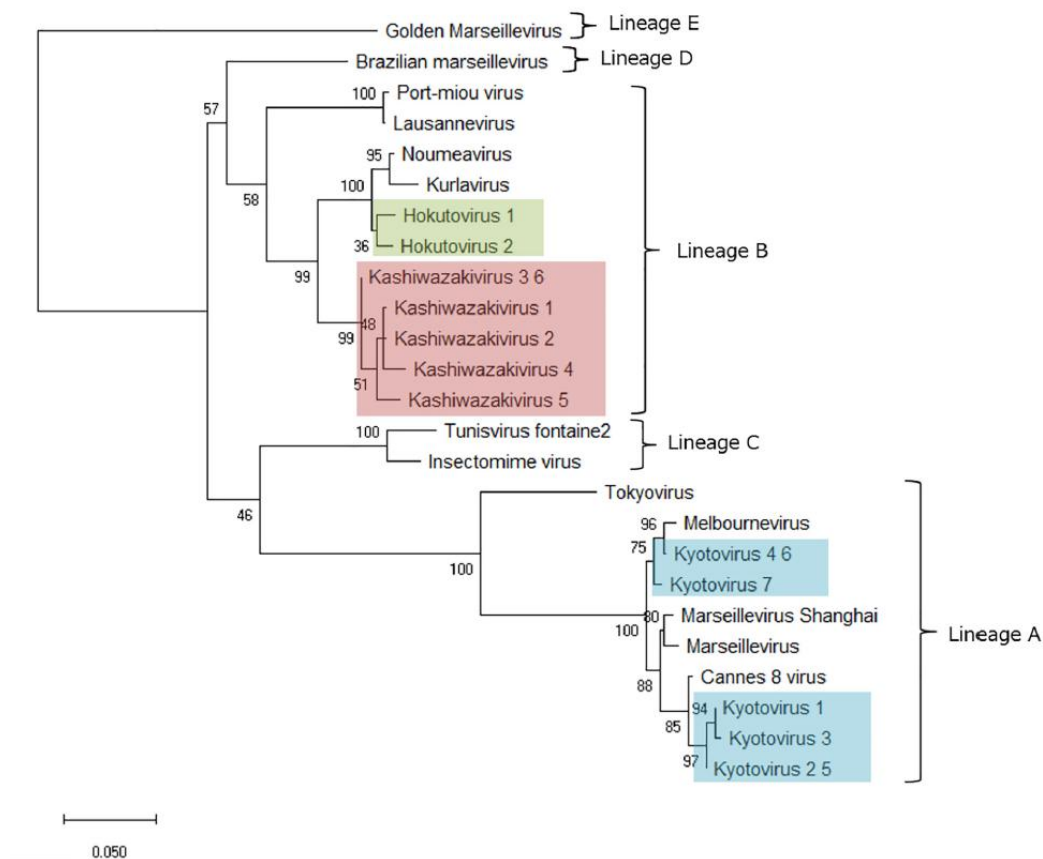 Golden Marseillevirus
Lineage E
Brazilian marseillevirus
Lineage D
57
100
Port-miou virus
Lausannevirus
95
Noumeavirus
100
Kurlavirus
58
Hokutovirus 1
36
Hokutovirus 2
Lineage B
99
Kashiwazakivirus 3 6
Kashiwazakivirus 1
48
99
Kashiwazakivirus 2
Kashiwazakivirus 4
51
Kashiwazakivirus 5
100
Tunisvirus fontaine2
Lineage C
Insectomime virus
46
Tokyovirus
96
Melbournevirus
75
Kyotovirus 4 6
100
Kyotovirus 7
80
Marseillevirus Shanghai
100
Lineage A
Marseillevirus
88
Cannes 8 virus
94
Kyotovirus 1
85
Kyotovirus 3
97
Kyotovirus 2 5
0.050